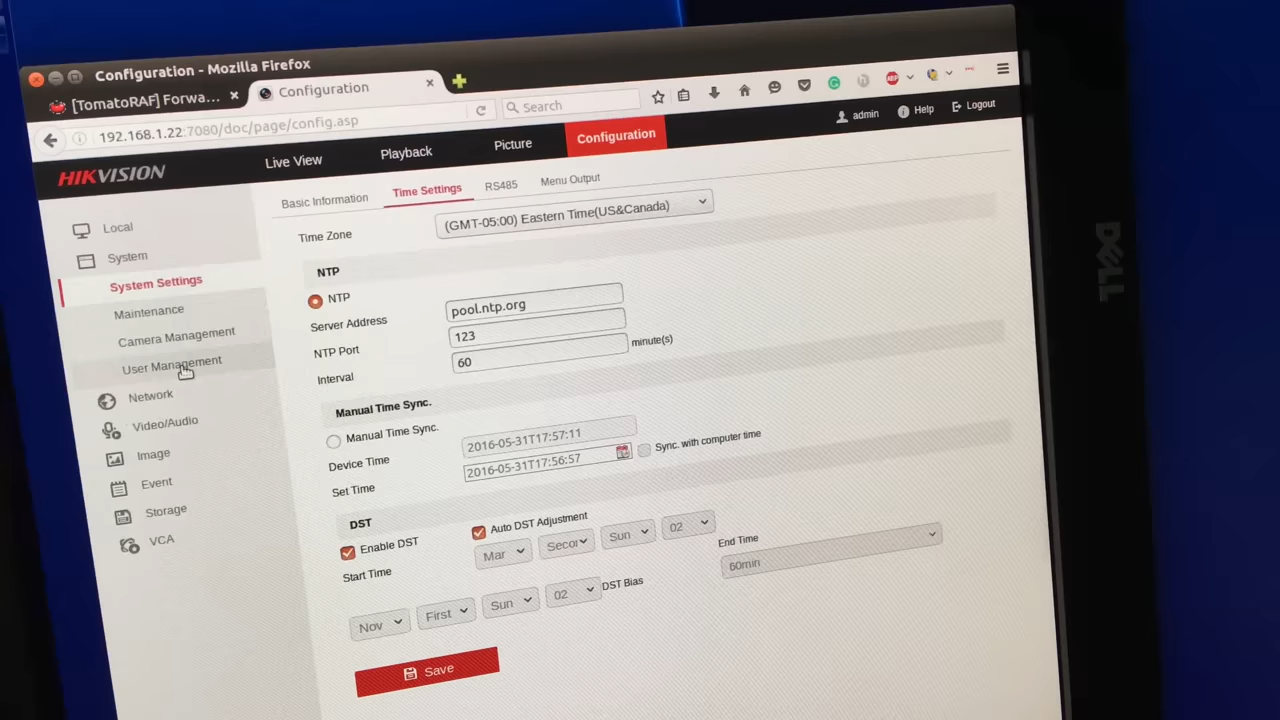 Configuration - Mozilla Firefox
[TomatoRAF] Forwa...
Configuration
192.168.1.22:7080/doc/page/config.asp
Search
ABP
HIKVISION
Live View
Playback
Picture
Configuration
admin
Help
Logout
Local
System
System Settings
Maintenance
Camera Management
User Management
Network
Video/Audio
Image
Event
Storage
VCA
Basic Information
Time Settings
RS485
Menu Output
Time Zone
(GMT-05:00) Eastern Time(US&Canada)
NTP
NTP
Server Address
pool.ntp.org
NTP Port
123
Interval
60
minute(s)
Manual Time Sync.
Manual Time Sync.
Device Time
2016-05-31T17:57:11
Set Time
2016-05-31T17:56:57
Sync. with computer time
DST
Enable DST
Auto DST Adjustment
Start Time
Mar
Secon
Sun
02
End Time
60min
Nov
First
Sun
02
DST Bias
Save
DELL